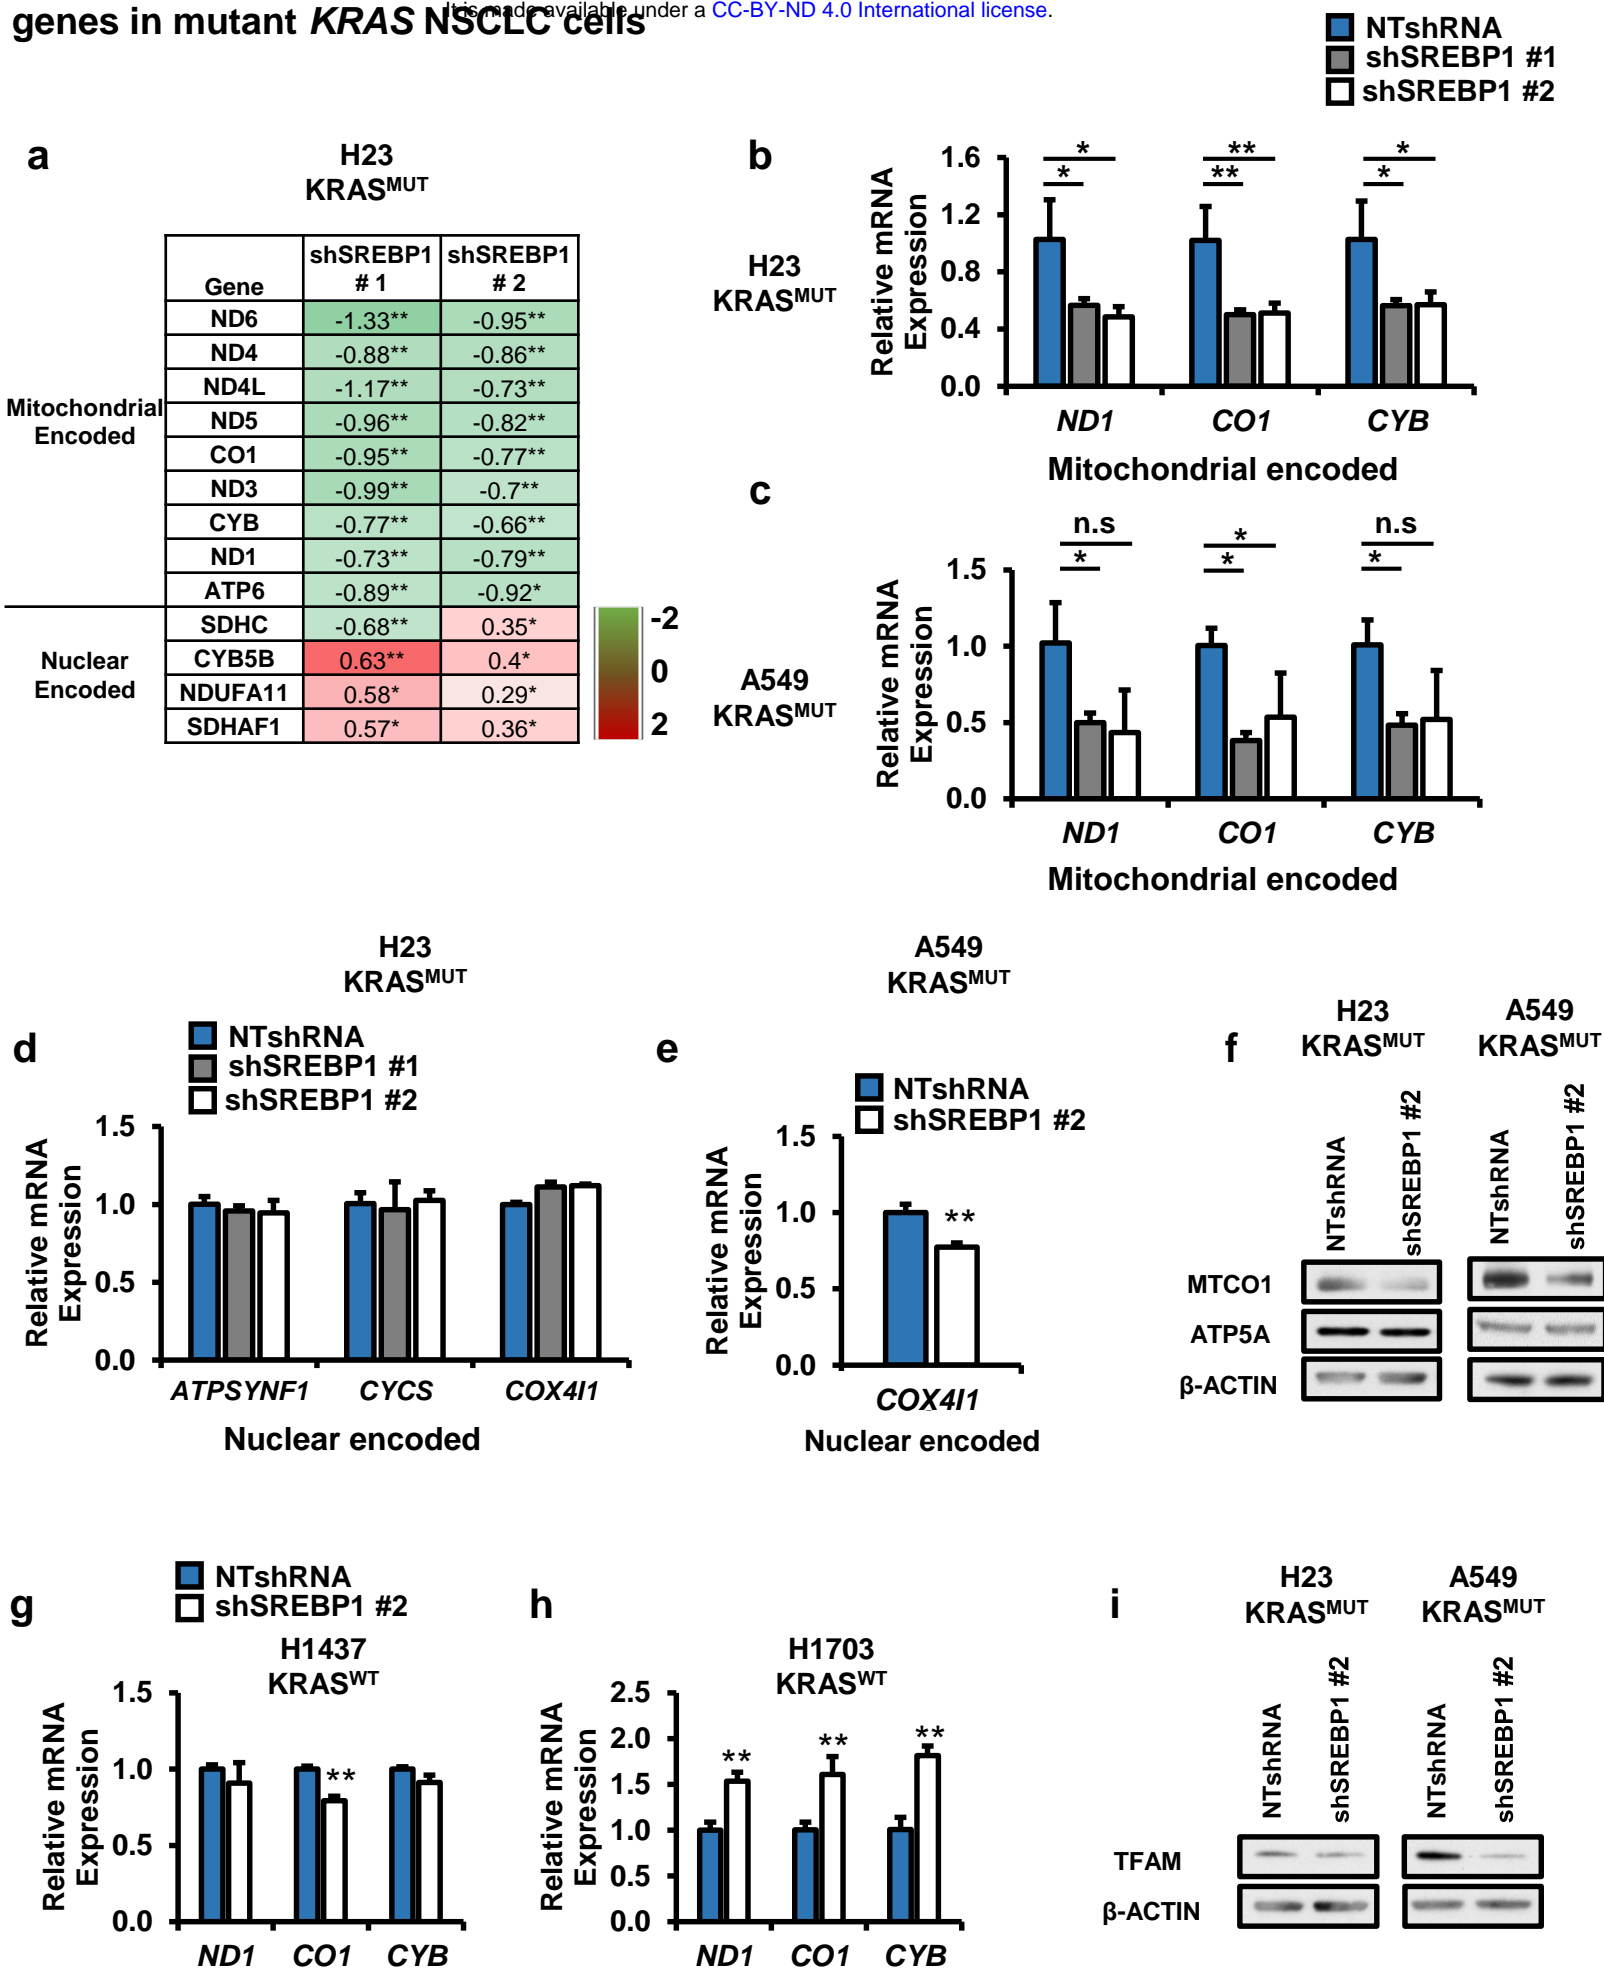 It is made available under a CC-BY-ND 4.0 International license.
genes in mutant KRAS NSCLC cells
NTshRNA
shSREBP1 #1
shSREBP1 #2
a
H23
KRASMUT
Gene
shSREBP1 # 1
shSREBP1 # 2
Mitochondrial Encoded
ND6 -1.33** -0.95**
ND4 -0.88** -0.86**
ND4L -1.17** -0.73**
ND5 -0.96** -0.82**
CO1 -0.95** -0.77**
ND3 -0.99** -0.7**
CYB -0.77** -0.66**
ND1 -0.73** -0.79**
ATP6 -0.89** -0.92*
Nuclear Encoded
SDHC -0.68** 0.35*
CYB5B 0.63** 0.4*
NDUFA11 0.58* 0.29*
SDHAF1 0.57* 0.36*
-2
0
2
b
H23
KRASMUT
Relative mRNA
Expression
1.6
1.2
0.8
0.4
0.0
* ** *
* ** *
ND1 CO1 CYB
Mitochondrial encoded
c
A549
KRASMUT
Relative mRNA
Expression
1.5
1.0
0.5
0.0
n.s * n.s
* * *
ND1 CO1 CYB
Mitochondrial encoded
d
H23
KRASMUT
NTshRNA
shSREBP1 #1
shSREBP1 #2
Relative mRNA
Expression
1.5
1.0
0.5
0.0
ATPSYNF1 CYCS COX4I1
Nuclear encoded
e
A549
KRASMUT
NTshRNA
shSREBP1 #2
Relative mRNA
Expression
1.5
1.0
0.5
0.0
**
COX4I1
Nuclear encoded
f
H23
KRASMUT
A549
KRASMUT
NTshRNA
shSREBP1 #2
NTshRNA
shSREBP1 #2
MTCO1
ATP5A
β-ACTIN
g
NTshRNA
shSREBP1 #2
H1437
KRASWT
Relative mRNA
Expression
1.5
1.0
0.5
0.0
**
ND1 CO1 CYB
h
H1703
KRASWT
Relative mRNA
Expression
2.5
2.0
1.5
1.0
0.5
0.0
** ** **
ND1 CO1 CYB
i
H23
KRASMUT
A549
KRASMUT
NTshRNA
shSREBP1 #2
NTshRNA
shSREBP1 #2
TFAM
β-ACTIN